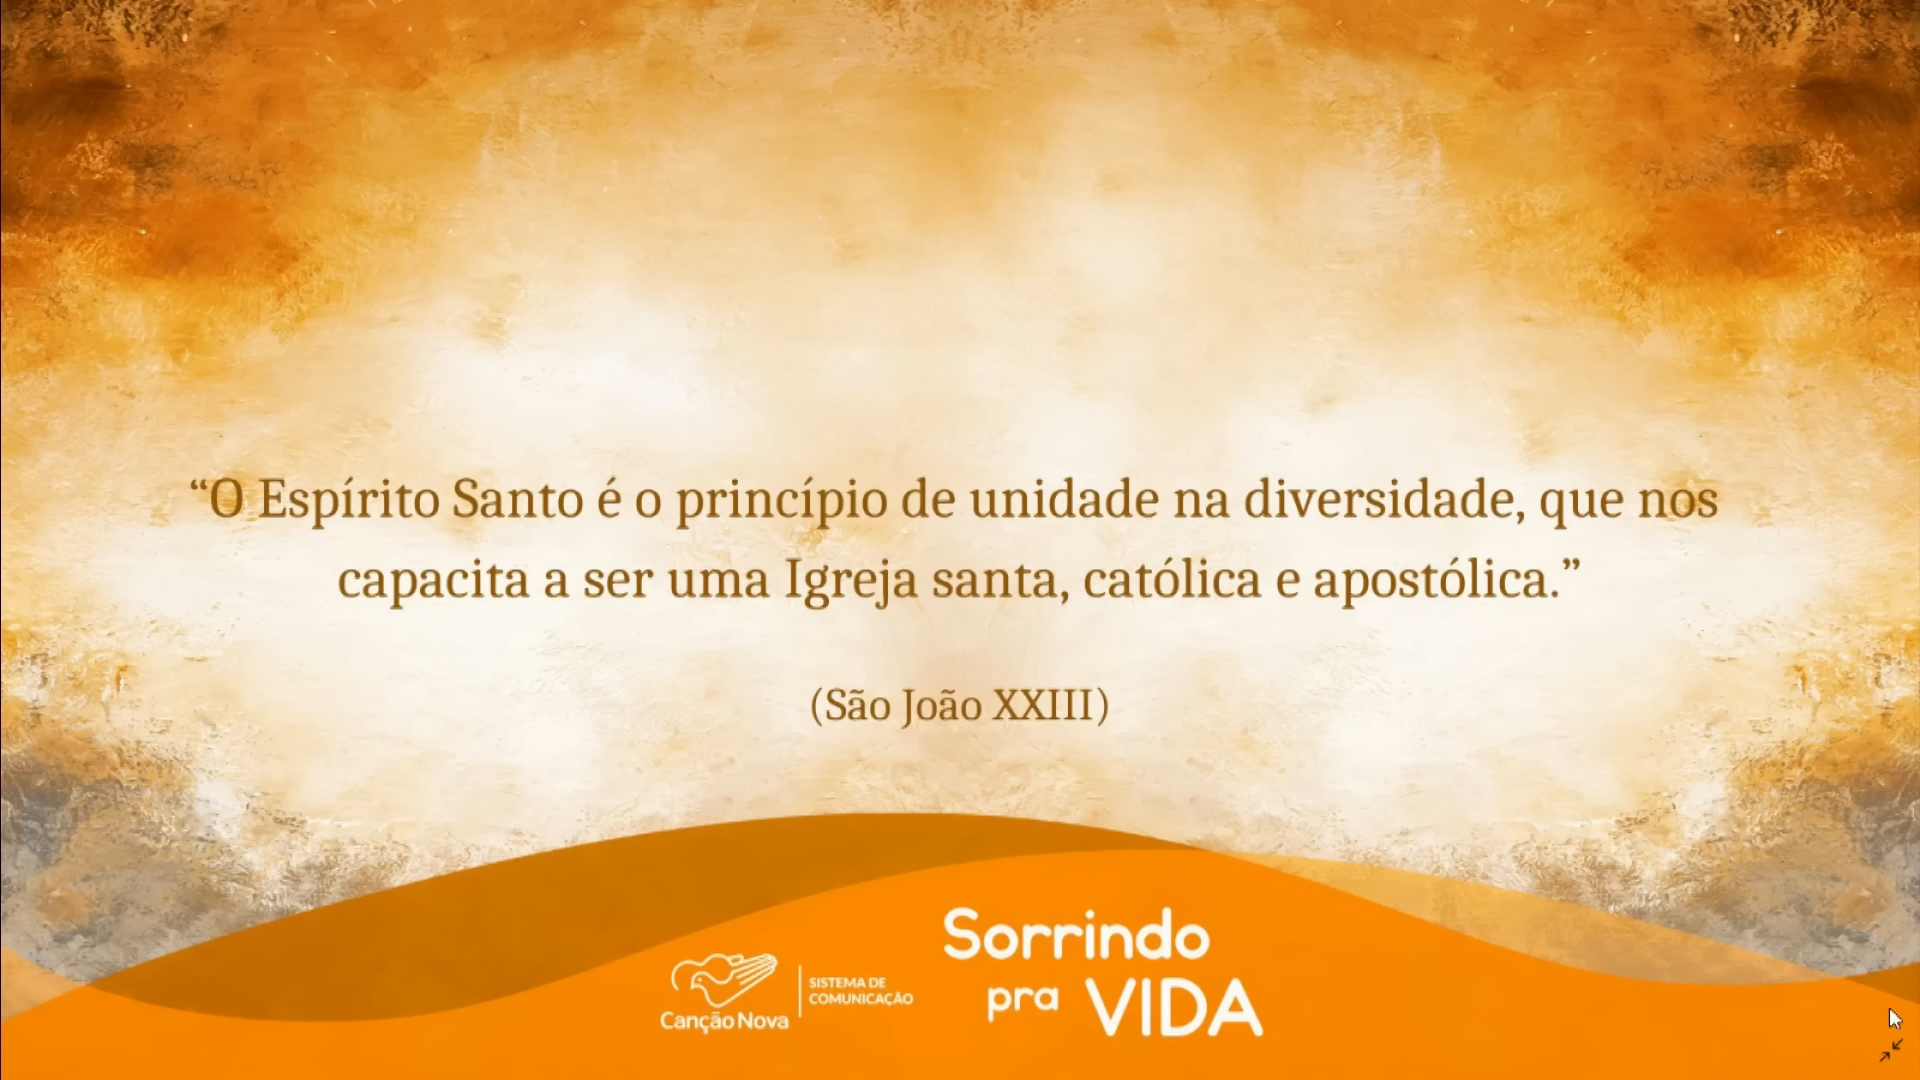 “O Espírito Santo é o princípio de unidade na diversidade, que nos
capacita a ser uma Igreja santa, católica e apostólica.”
(São João XXIII)
Sorrindo
pra VIDA
Canção Nova
SISTEMA DE
COMUNICAÇÃO